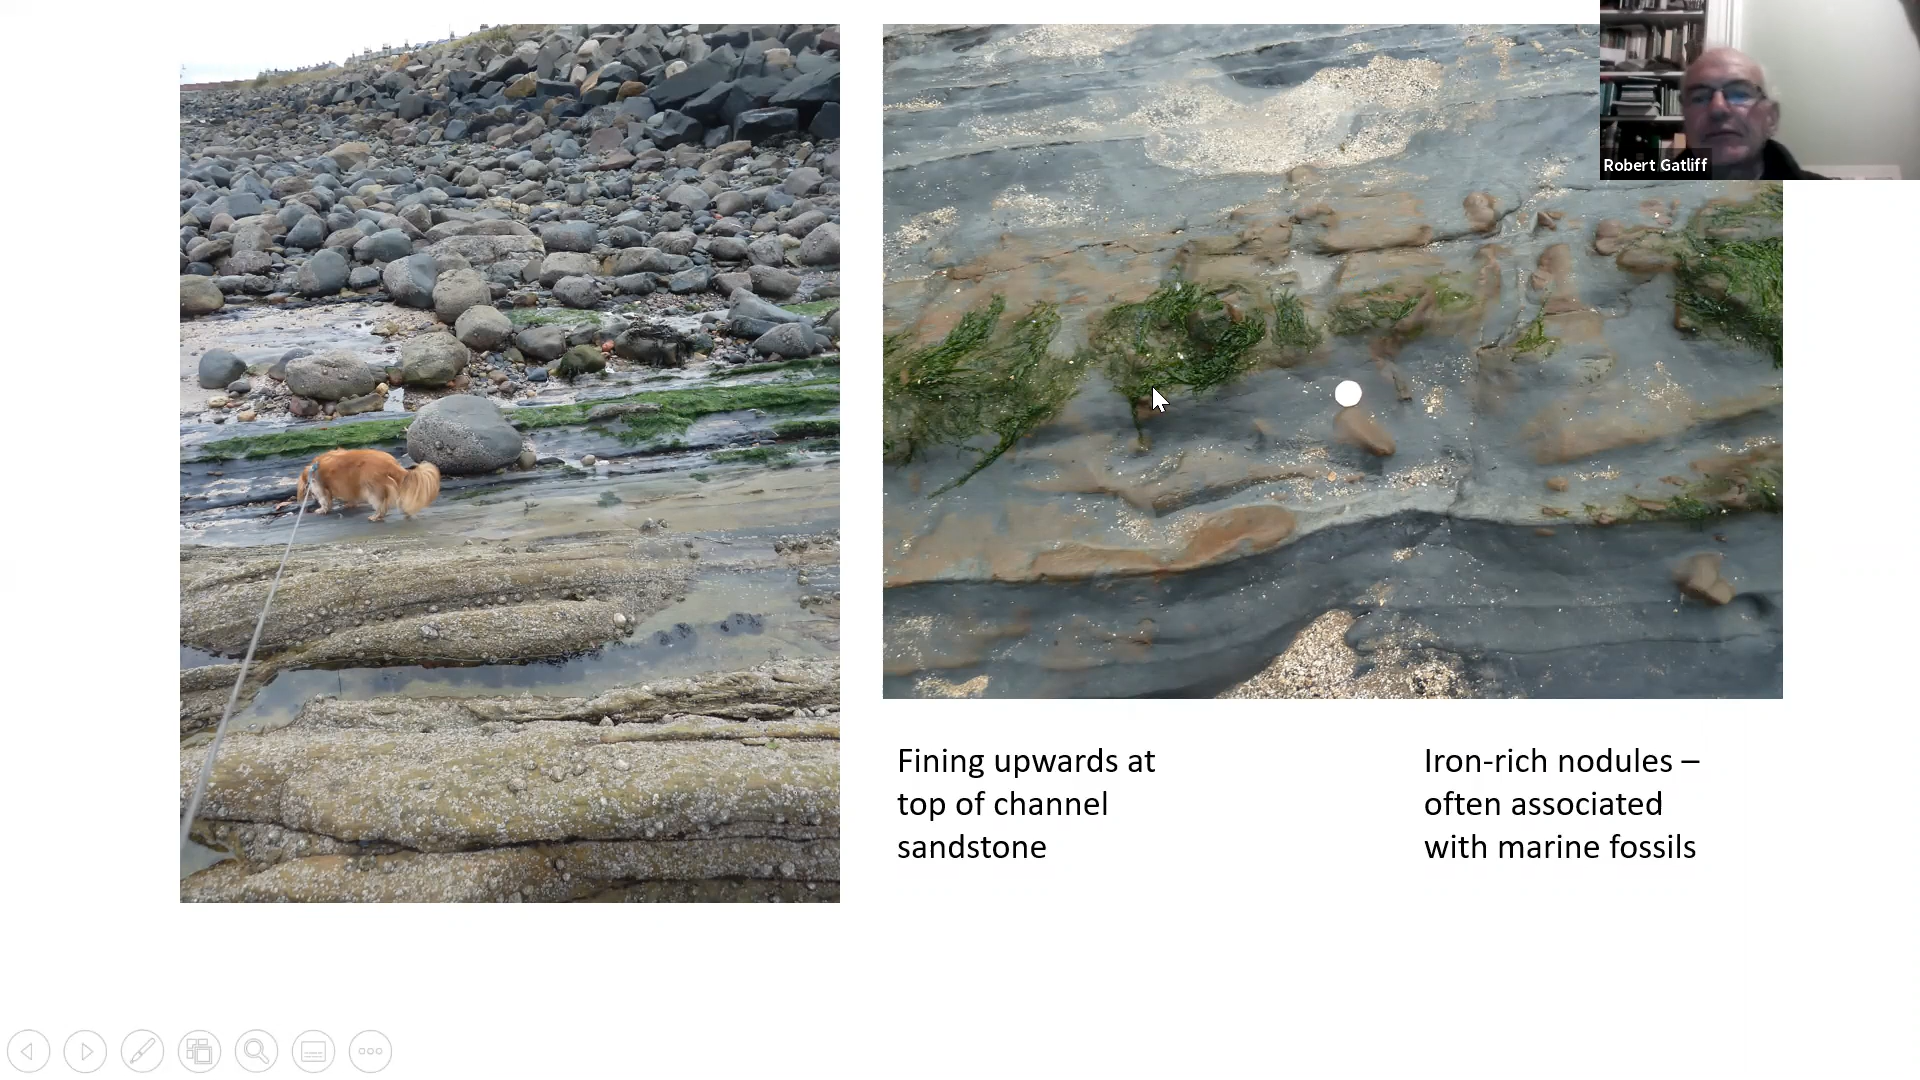 Robert Gatliff
Fining upwards at
top of channel
sandstone
Iron-rich nodules –
often associated
with marine fossils